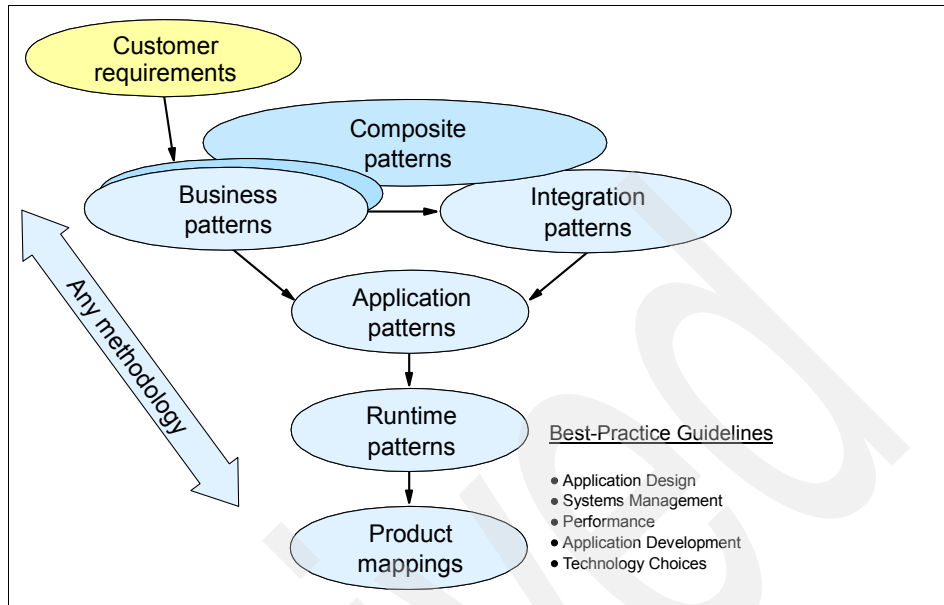 Customer
requirements
Composite
patterns
Business
patterns
Integration
patterns
Any methodology
Application
patterns
Runtime
patterns
Best-Practice Guidelines
● Application Design
● Systems Management
● Performance
● Application Development
● Technology Choices
Product
mappings